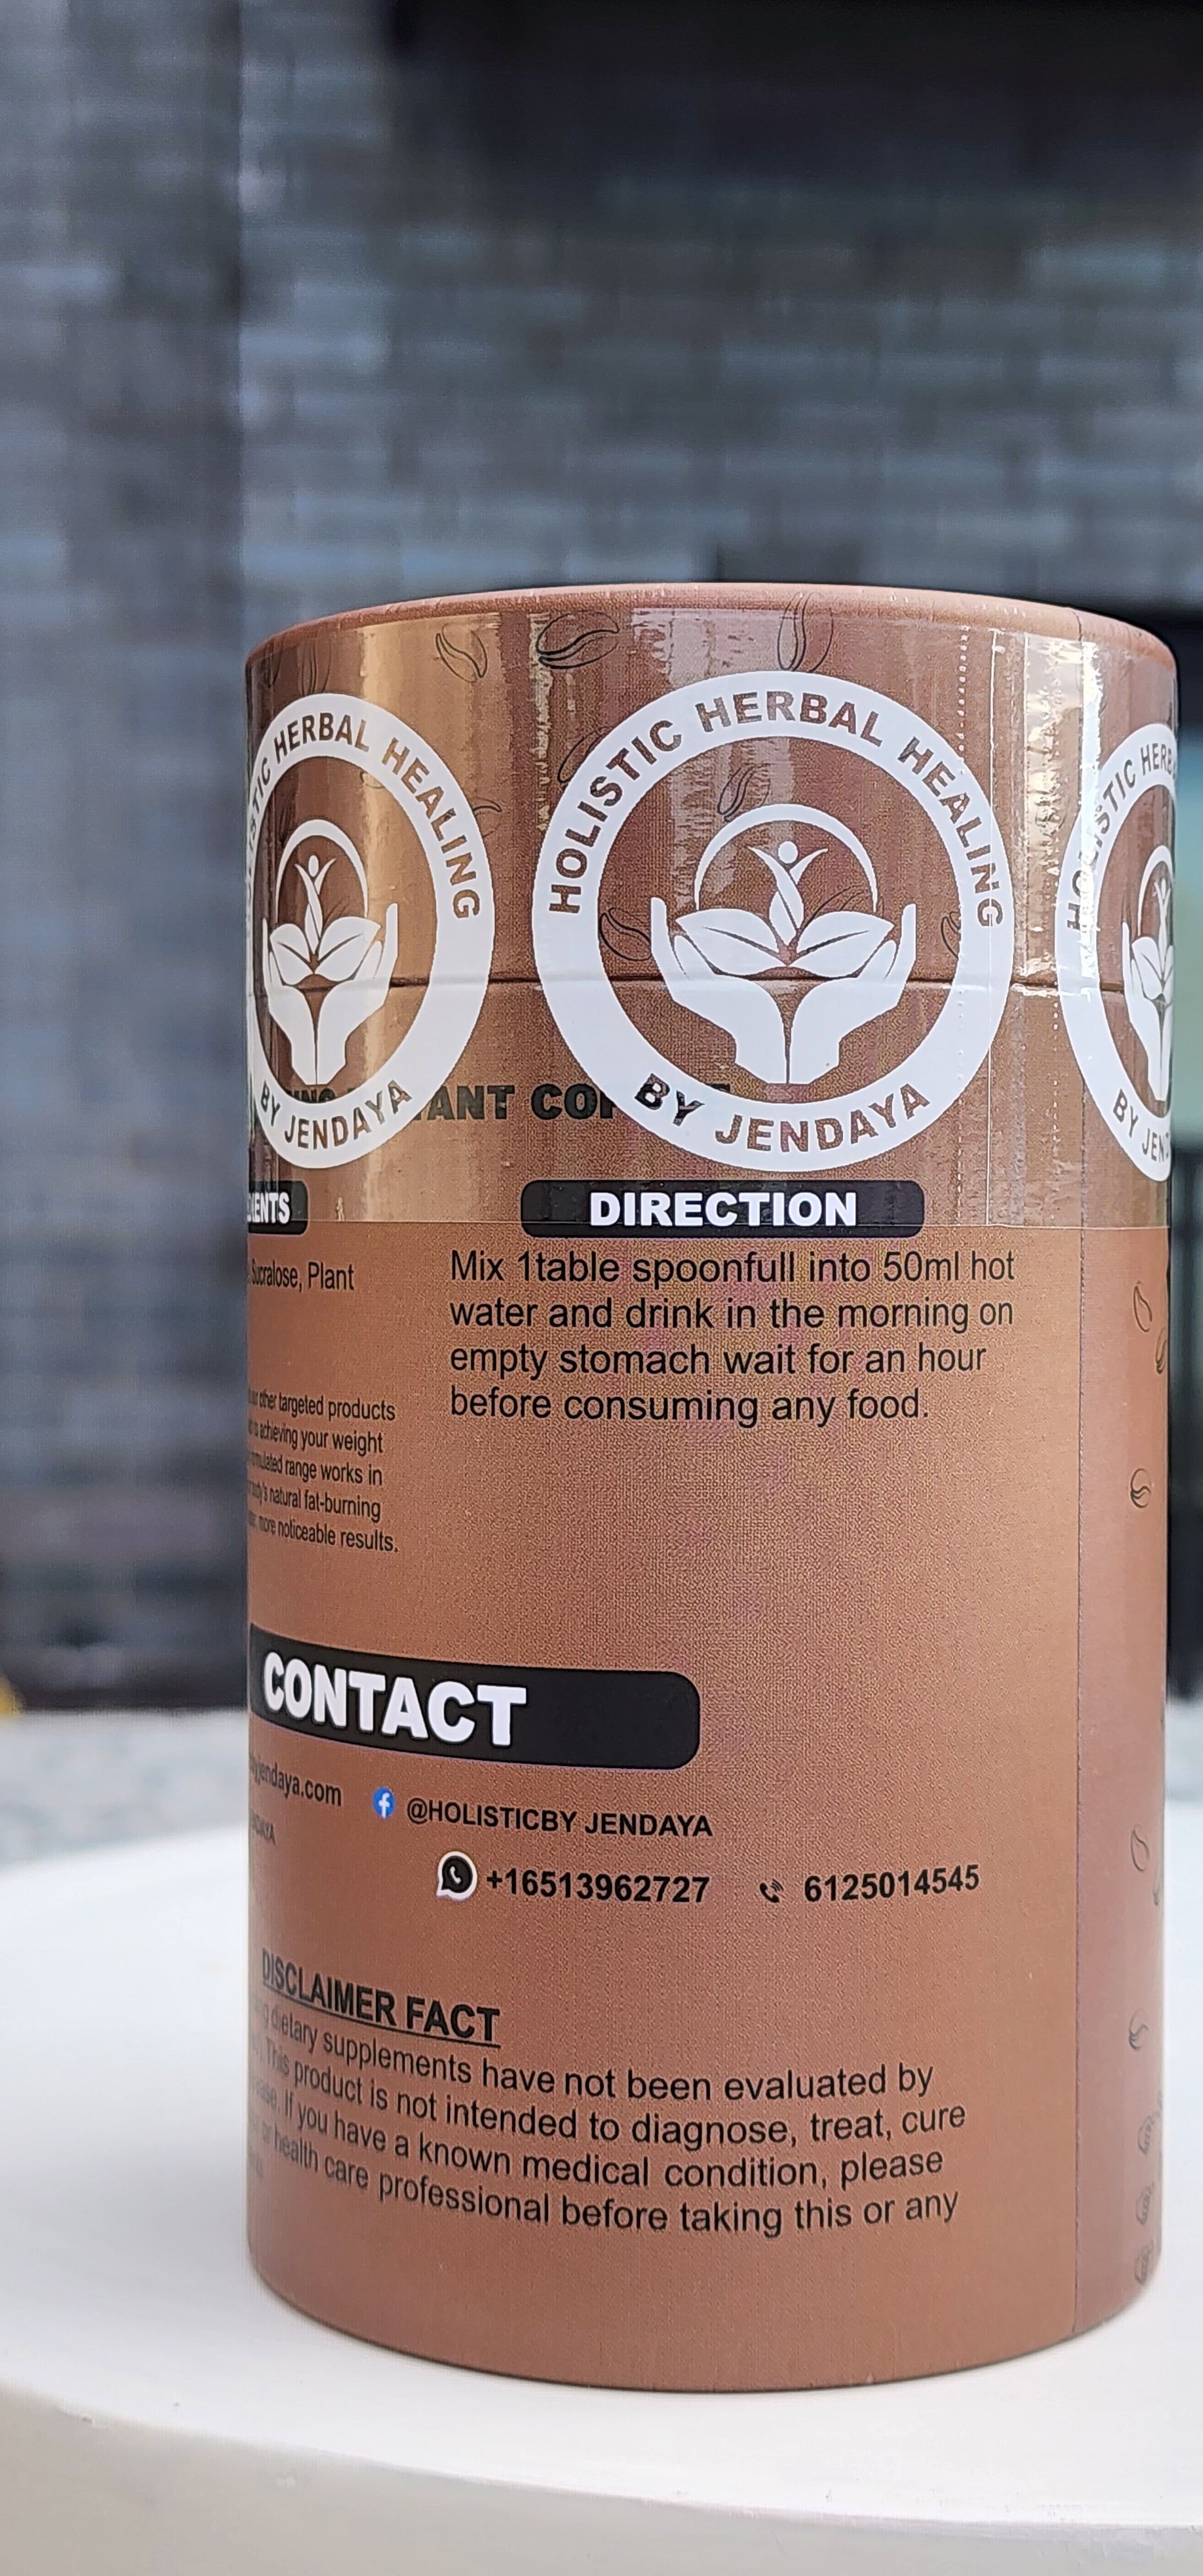 HOLISTIC HERBAL HEALING
BY JENDAYA
HERBAL HEALING
BY JENDAYA
DIRECTION
Mix 1table spoonfull into 50ml hot
water and drink in the morning on
empty stomach wait for an hour
before consuming any food.
Sucralose, Plant
other targeted products
achieving your weight
range works in
natural fat-burning
more noticeable results.
CONTACT
@HOLISTICBY JENDAYA
+16513962727
6125014545
DISCLAIMER FACT
dietary supplements have not been evaluated by
This product is not intended to diagnose, treat, cure
If you have a known medical condition, please
health care professional before taking this or any